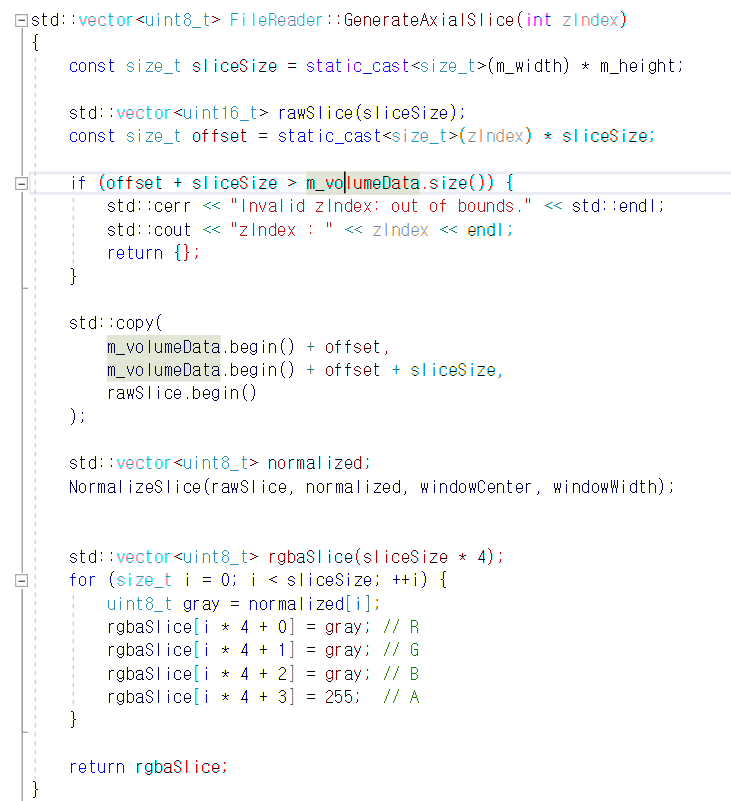 std::vector<uint8_t> FileReader::GenerateAxialSlice(int zIndex)
{
    const size_t sliceSize = static_cast<size_t>(m_width) * m_height;

    std::vector<uint16_t> rawSlice(sliceSize);
    const size_t offset = static_cast<size_t>(zIndex) * sliceSize;

    if (offset + sliceSize > m_volumeData.size()) {
        std::cerr << "Invalid zIndex: out of bounds." << std::endl;
        std::cout << "zIndex : " << zIndex << endl;
        return {};
    }

    std::copy(
        m_volumeData.begin() + offset,
        m_volumeData.begin() + offset + sliceSize,
        rawSlice.begin()
    );

    std::vector<uint8_t> normalized;
    NormalizeSlice(rawSlice, normalized, windowCenter, windowWidth);


    std::vector<uint8_t> rgbaSlice(sliceSize * 4);
    for (size_t i = 0; i < sliceSize; ++i) {
        uint8_t gray = normalized[i];
        rgbaSlice[i * 4 + 0] = gray; // R
        rgbaSlice[i * 4 + 1] = gray; // G
        rgbaSlice[i * 4 + 2] = gray; // B
        rgbaSlice[i * 4 + 3] = 255;  // A
    }

    return rgbaSlice;
}